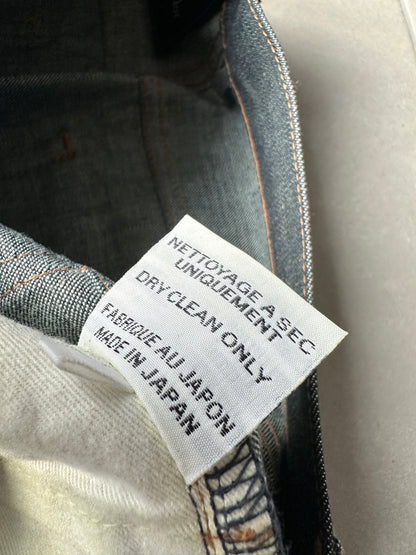 NETTOYAGE A SEC
UNIQUEMENT
DRY CLEAN ONLY
FABRIQUE AU JAPON
MADE IN JAPAN